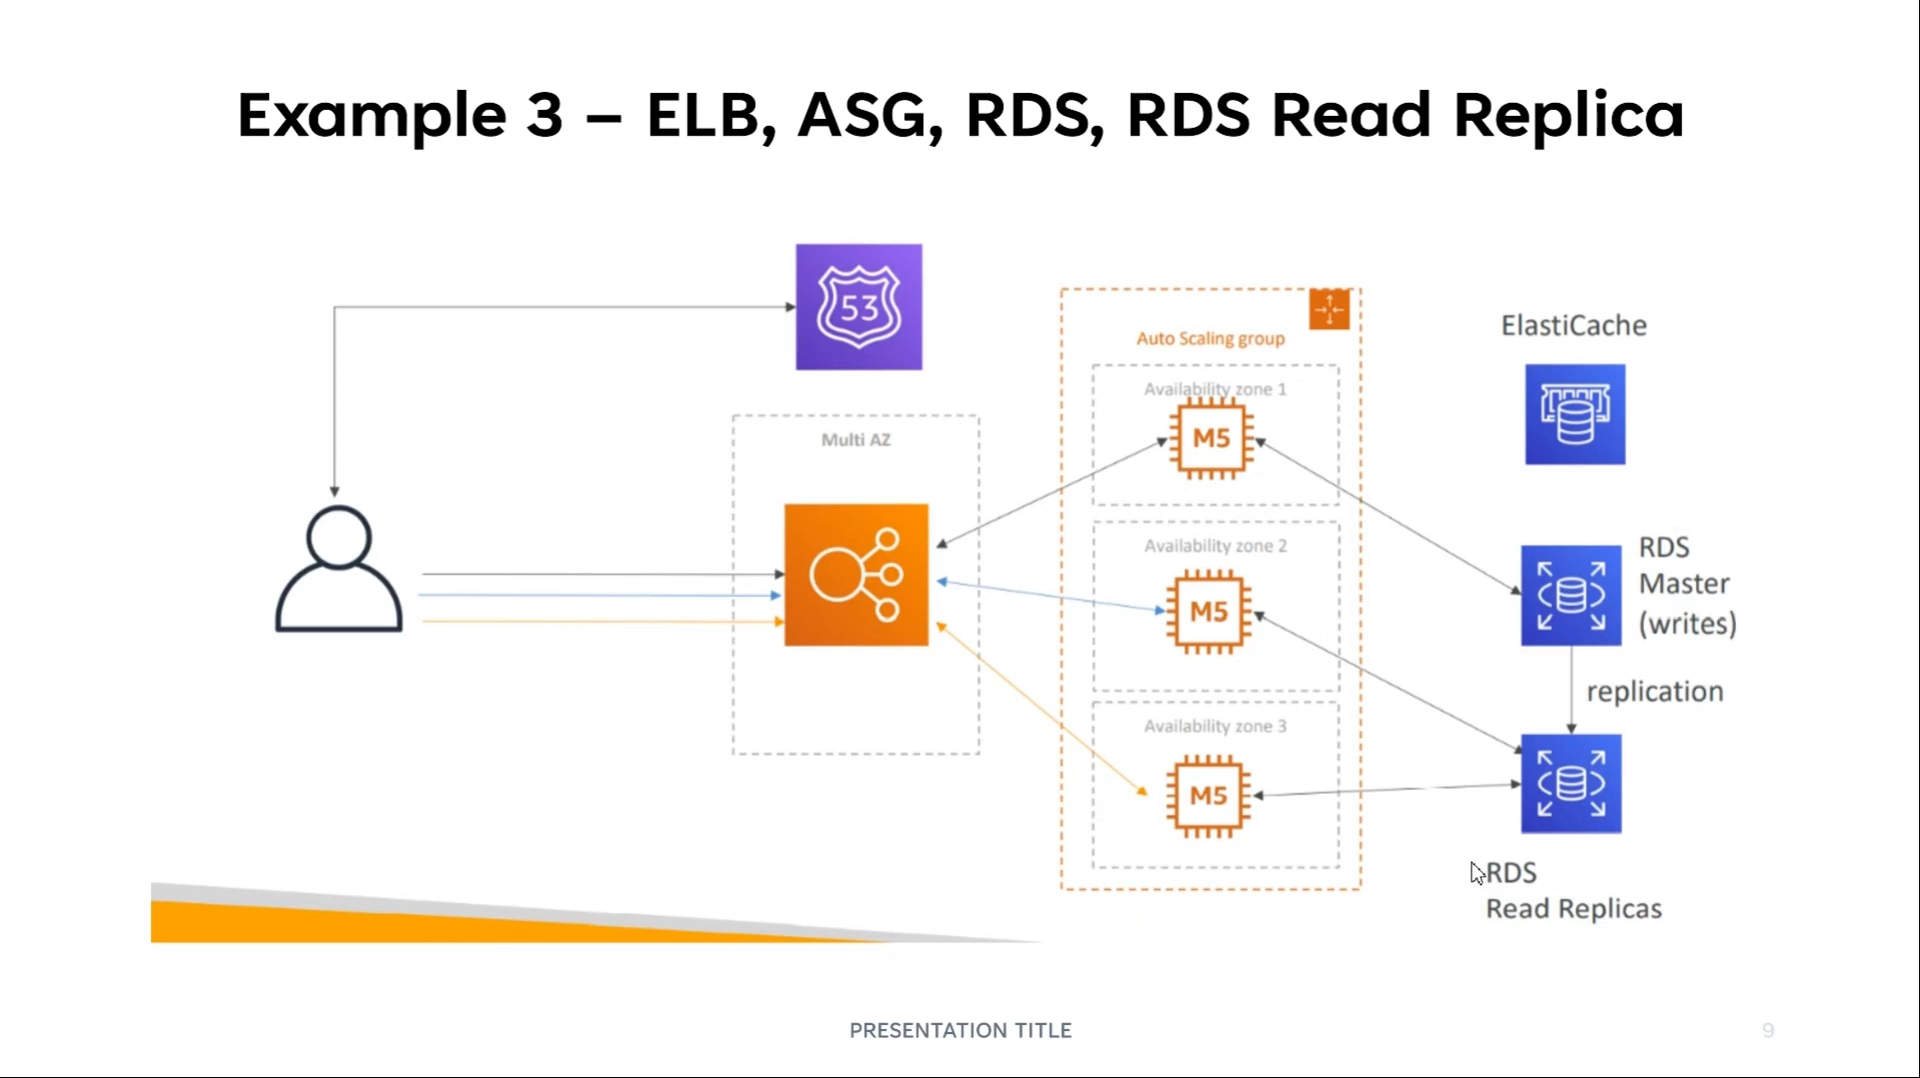 Example 3 – ELB, ASG, RDS, RDS Read Replica
53
Multi AZ
Auto Scaling group
Availability zone 1
M5
Availability zone 2
M5
Availability zone 3
M5
ElastiCache
RDS
Master
(writes)
replication
RDS
Read Replicas
PRESENTATION TITLE
9